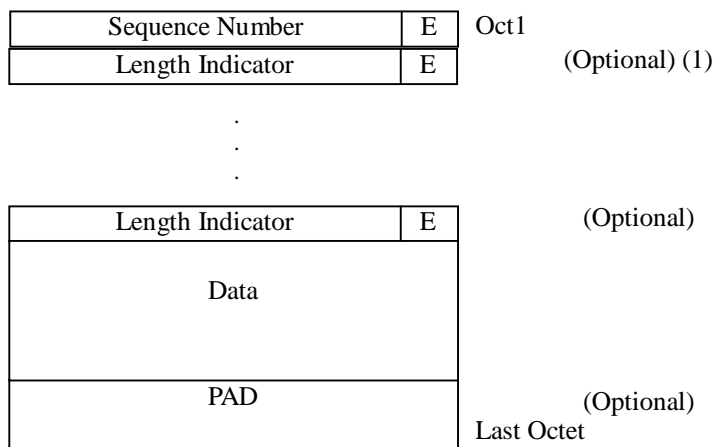 Sequence Number E Oct1
Length Indicator E (Optional) (1)
.
.
.
Length Indicator E (Optional)
Data
PAD (Optional)
Last Octet